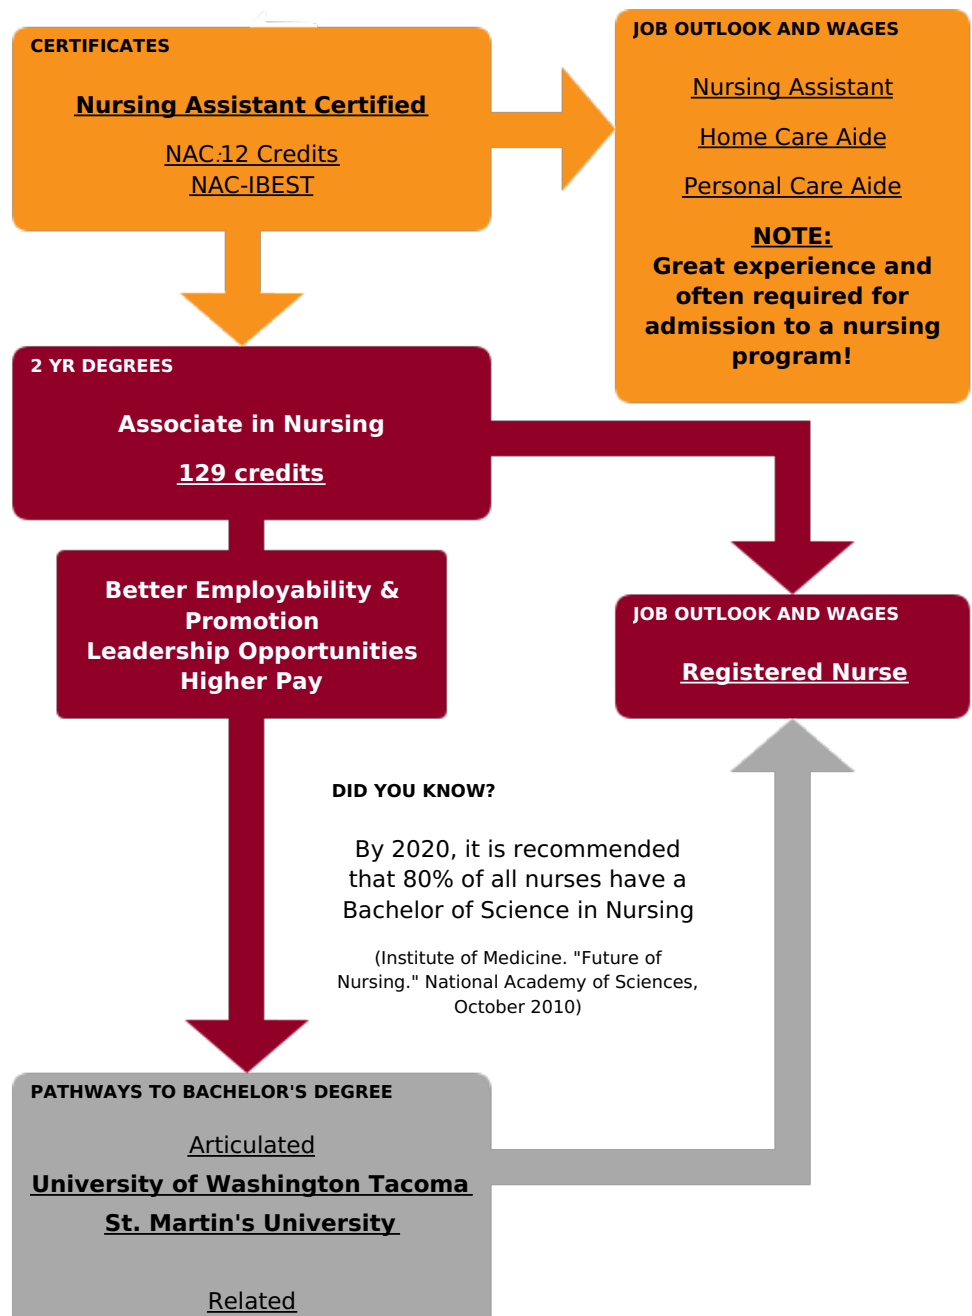 CERTIFICATES
Nursing Assistant Certified
NAC:12 Credits
NAC-IBEST
JOB OUTLOOK AND WAGES
Nursing Assistant
Home Care Aide
Personal Care Aide
NOTE:
Great experience and
often required for
admission to a nursing
program!
2 YR DEGREES
Associate in Nursing
129 credits
Better Employability &
Promotion
Leadership Opportunities
Higher Pay
JOB OUTLOOK AND WAGES
Registered Nurse
DID YOU KNOW?
By 2020, it is recommended
that 80% of all nurses have a
Bachelor of Science in Nursing
(Institute of Medicine. "Future of
Nursing." National Academy of Sciences,
October 2010)
PATHWAYS TO BACHELOR'S DEGREE
Articulated
University of Washington Tacoma
St. Martin's University
Related